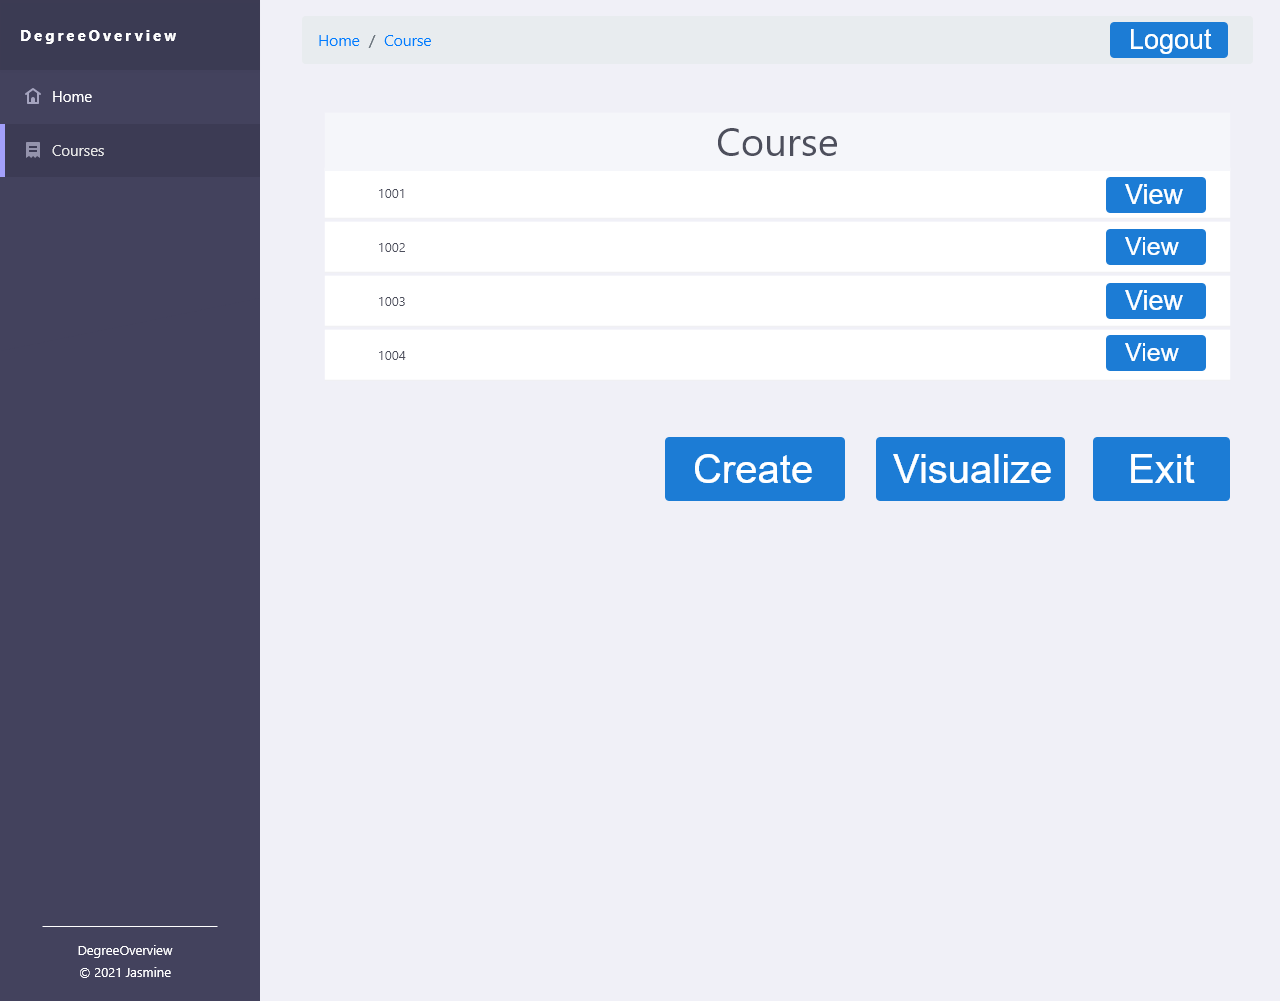 DegreeOverview
Home
Courses
Home / Course
Logout
Course
1001 View
1002 View
1003 View
1004 View
Create Visualize Exit
DegreeOverview
© 2021 Jasmine